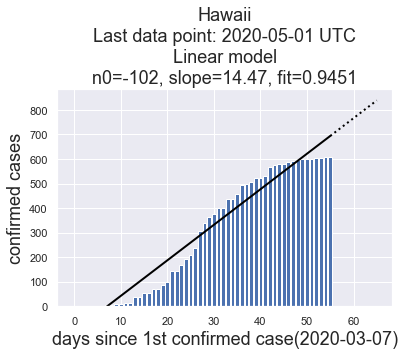 Hawaii
Last data point: 2020-05-01 UTC
Linear model
n0=-102, slope=14.47, fit=0.9451
800
700
600
500
400
300
200
100
0
confirmed cases
0 10 20 30 40 50 60
days since 1st confirmed case(2020-03-07)